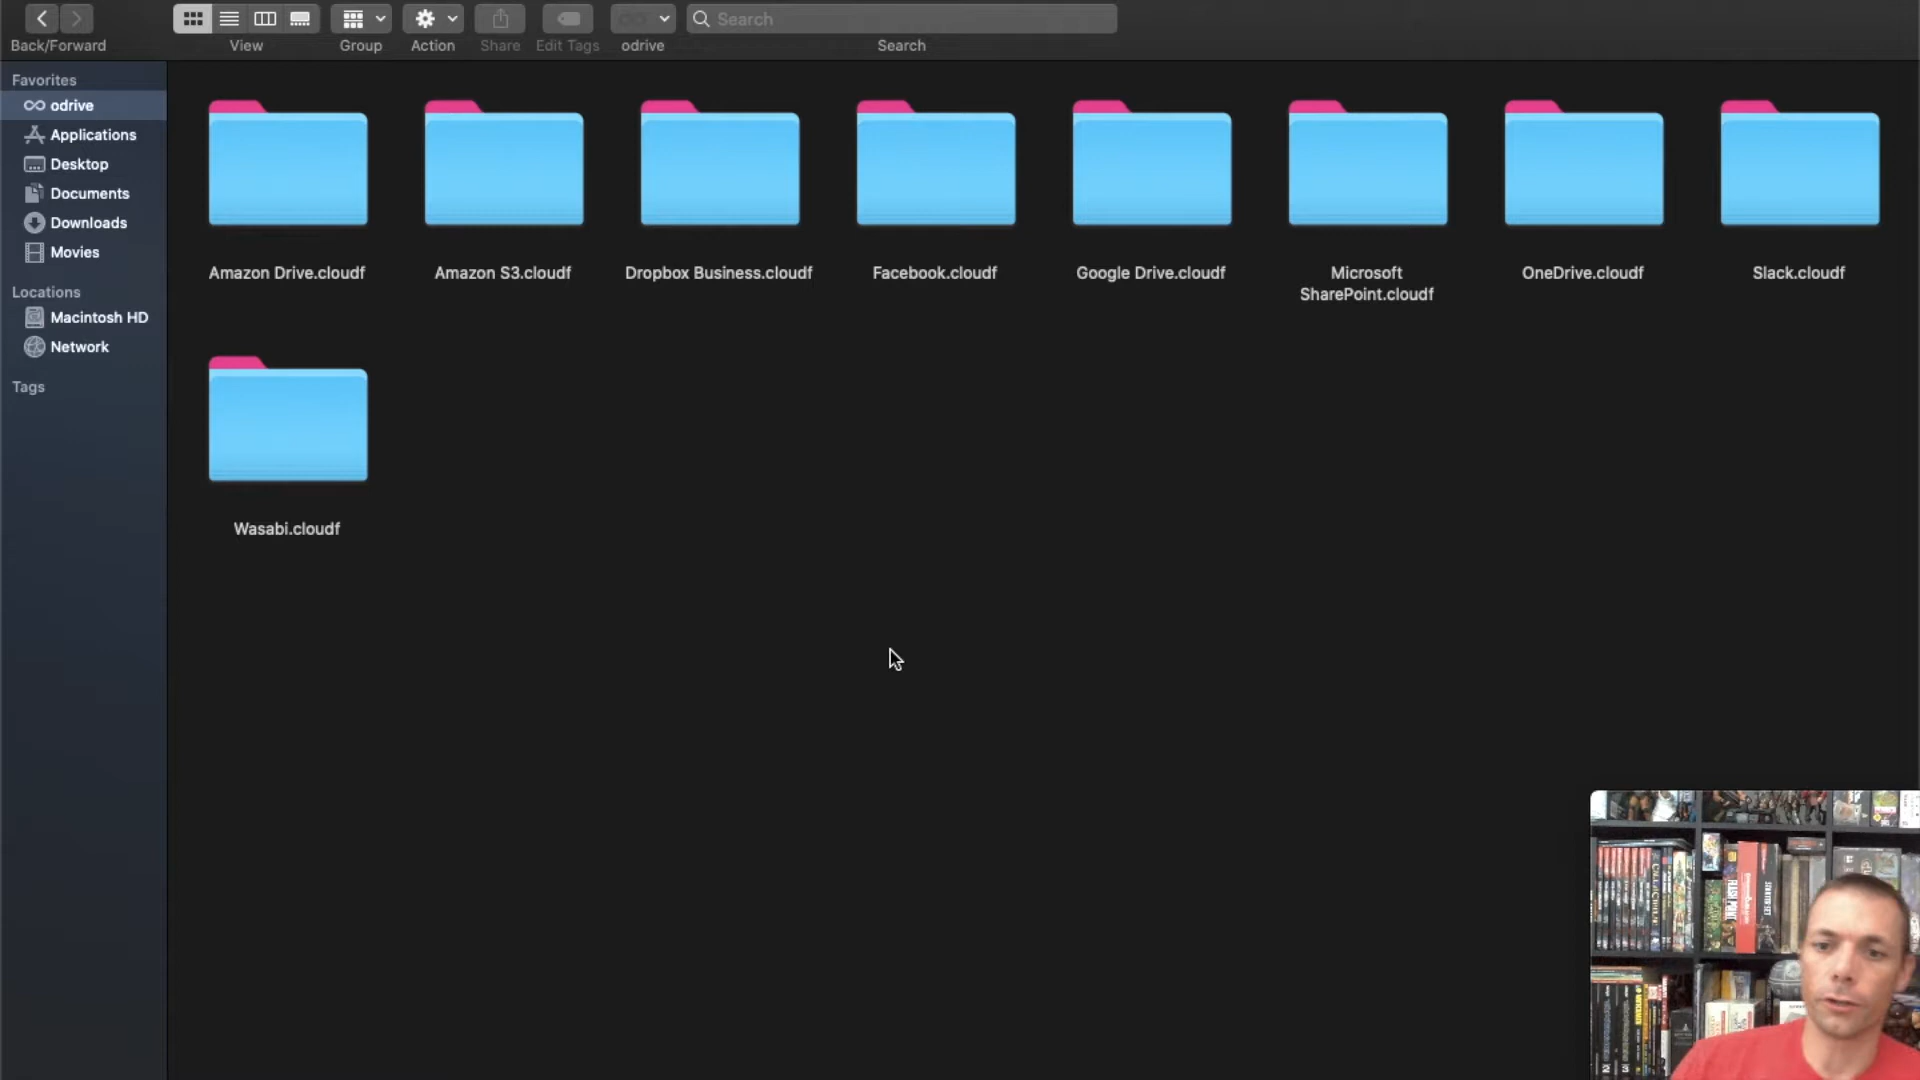 Search
Back/Forward
View
Group
Action
Share
Edit Tags
odrive
Search
Favorites
odrive
Applications
Desktop
Documents
Downloads
Movies
Locations
Macintosh HD
Network
Tags
Amazon Drive.cloudf
Amazon S3.cloudf
Dropbox Business.cloudf
Facebook.cloudf
Google Drive.cloudf
Microsoft
SharePoint.cloudf
OneDrive.cloudf
Slack.cloudf
Wasabi.cloudf
FLASH POINT